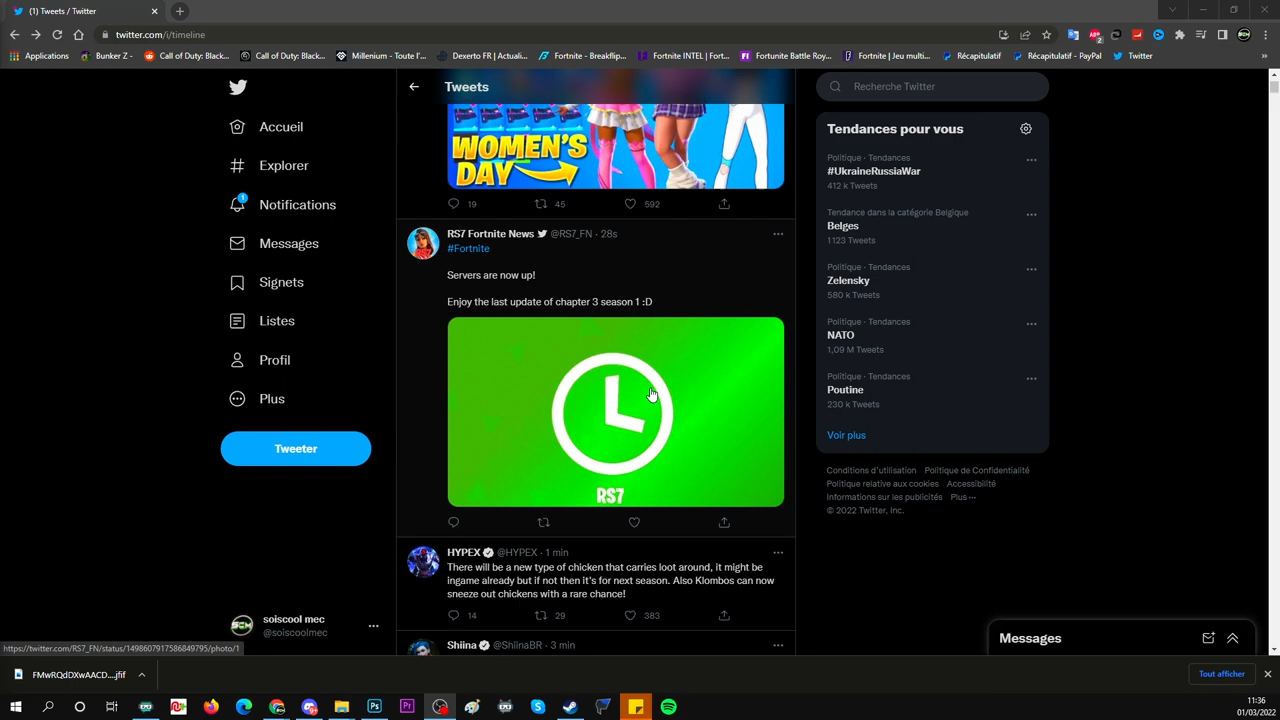 (1) Tweets / Twitter
twitter.com/i/timeline
Applications
Bunker Z -
Call of Duty: Black...
Call of Duty: Black...
Millenium - Toute l'...
Dexerto FR | Actuali...
Fortnite - Breakflip...
Fortnite INTEL | Fort...
Fortunite Battle Roy...
Fortnite | Jeu multi...
Récapitulatif
Récapitulatif - PayPal
Twitter
Accueil
Explorer
1
Notifications
Messages
Signets
Listes
Profil
Plus
Tweeter
soiscool mec
@soiscoolmec
Tweets
WOMEN'S
DAY
19
45
592
RS7 Fortnite News @RS7_FN · 28s
#Fortnite
Servers are now up!
Enjoy the last update of chapter 3 season 1 :D
RS7
HYPEX @HYPEX · 1 min
There will be a new type of chicken that carries loot around, it might be
ingame already but if not then it's for next season. Also Klombos can now
sneeze out chickens with a rare chance!
14
29
383
Shiina @ShiinaBR · 3 min
Recherche Twitter
Tendances pour vous
Politique · Tendances
#UkraineRussiaWar
412 k Tweets
Tendance dans la catégorie Belgique
Belges
1 123 Tweets
Politique · Tendances
Zelensky
580 k Tweets
Politique · Tendances
NATO
1,09 M Tweets
Politique · Tendances
Poutine
230 k Tweets
Voir plus
Conditions d'utilisation Politique de Confidentialité
Politique relative aux cookies Accessibilité
Informations sur les publicités Plus ···
© 2022 Twitter, Inc.
Messages
https://twitter.com/RS7_FN/status/1498607917586849795/photo/1
FMwRQdDXwAACD....jfif
Tout afficher
11:36
01/03/2022